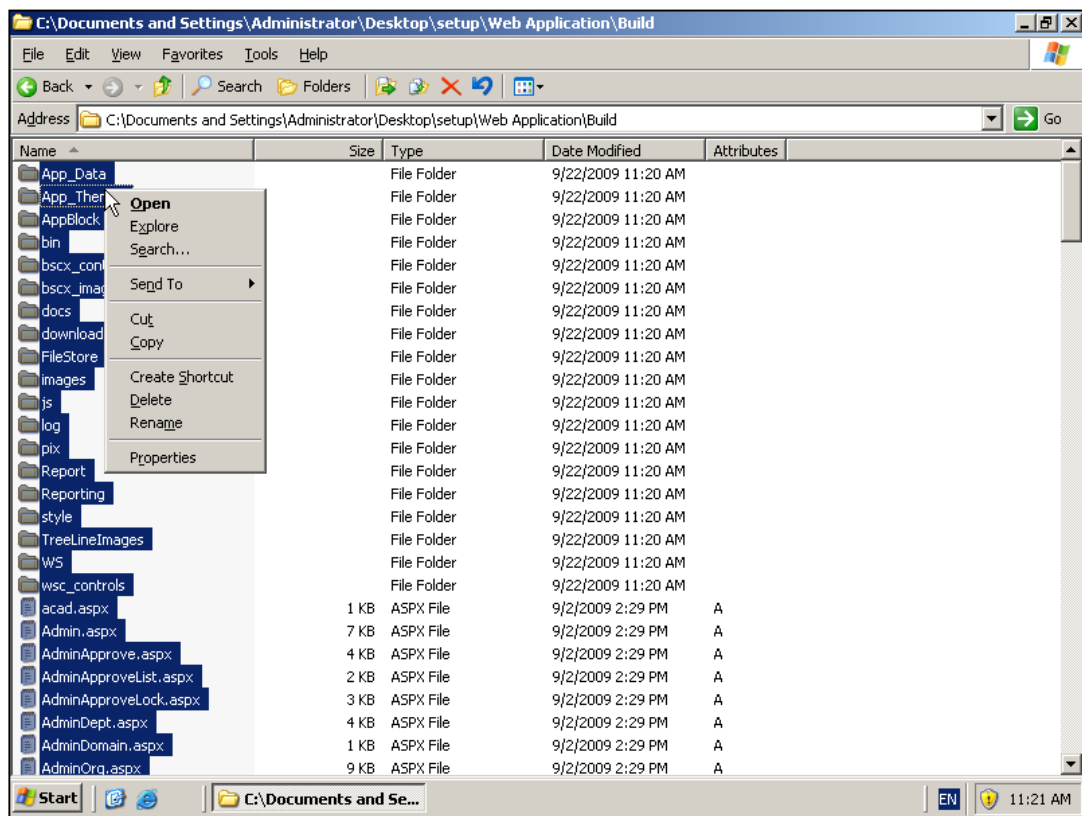 C:\Documents and Settings\Administrator\Desktop\setup\Web Application\Build
File Edit View Favorites Tools Help
Back Search Folders
Address C:\Documents and Settings\Administrator\Desktop\setup\Web Application\Build Go
Name Size Type Date Modified Attributes
App_Data File Folder 9/22/2009 11:20 AM
App_Ther File Folder 9/22/2009 11:20 AM
AppBlock File Folder 9/22/2009 11:20 AM
bin File Folder 9/22/2009 11:20 AM
bscx_cont File Folder 9/22/2009 11:20 AM
bscx_imag File Folder 9/22/2009 11:20 AM
docs File Folder 9/22/2009 11:20 AM
download File Folder 9/22/2009 11:20 AM
FileStore File Folder 9/22/2009 11:20 AM
images File Folder 9/22/2009 11:20 AM
js File Folder 9/22/2009 11:20 AM
log File Folder 9/22/2009 11:20 AM
pix File Folder 9/22/2009 11:20 AM
Report File Folder 9/22/2009 11:20 AM
Reporting File Folder 9/22/2009 11:20 AM
style File Folder 9/22/2009 11:20 AM
TreeLineImages File Folder 9/22/2009 11:20 AM
WS File Folder 9/22/2009 11:20 AM
wsc_controls File Folder 9/22/2009 11:20 AM
acad.aspx 1 KB ASPX File 9/2/2009 2:29 PM A
Admin.aspx 7 KB ASPX File 9/2/2009 2:29 PM A
AdminApprove.aspx 4 KB ASPX File 9/2/2009 2:29 PM A
AdminApproveList.aspx 2 KB ASPX File 9/2/2009 2:29 PM A
AdminApproveLock.aspx 3 KB ASPX File 9/2/2009 2:29 PM A
AdminDept.aspx 4 KB ASPX File 9/2/2009 2:29 PM A
AdminDomain.aspx 1 KB ASPX File 9/2/2009 2:29 PM A
AdminOrg.aspx 9 KB ASPX File 9/2/2009 2:29 PM A
Open
Explore
Search...
Send To
Cut
Copy
Create Shortcut
Delete
Rename
Properties
Start C:\Documents and Se... EN 11:21 AM